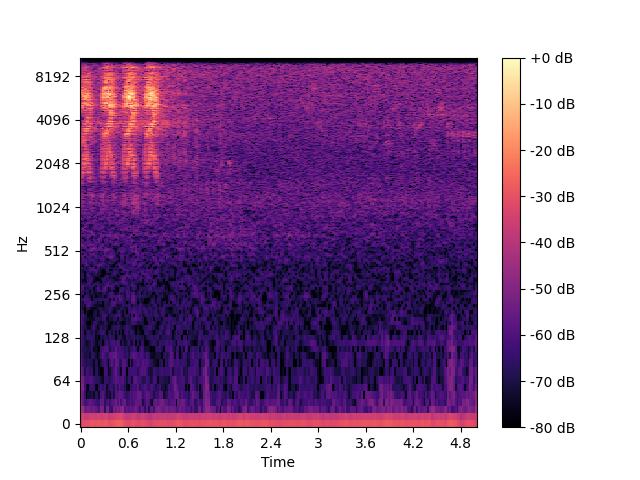 8192
4096
2048
1024
512
256
128
64
0
Hz
0 0.6 1.2 1.8 2.4 3 3.6 4.2 4.8
Time
+0 dB
-10 dB
-20 dB
-30 dB
-40 dB
-50 dB
-60 dB
-70 dB
-80 dB